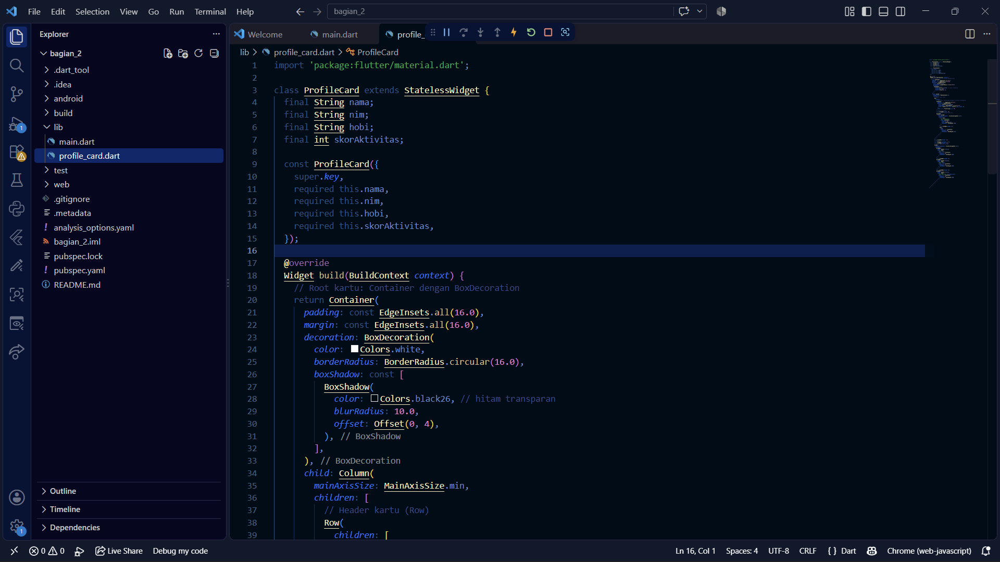 File Edit Selection View Go Run Terminal Help
bagian_2
Explorer
bagian_2
.dart_tool
.idea
android
build
lib
main.dart
profile_card.dart
test
web
.gitignore
.metadata
analysis_options.yaml
bagian_2.iml
pubspec.lock
pubspec.yaml
README.md
Outline
Timeline
Dependencies
1
1
Welcome
main.dart
profile_
lib > profile_card.dart > ProfileCard
1 import 'package:flutter/material.dart';
2
3 class ProfileCard extends StatelessWidget {
4 final String nama;
5 final String nim;
6 final String hobi;
7 final int skorAktivitas;
8
9 const ProfileCard({
10 super.key,
11 required this.nama,
12 required this.nim,
13 required this.hobi,
14 required this.skorAktivitas,
15 });
16
17 @override
18 Widget build(BuildContext context) {
19 // Root kartu: Container dengan BoxDecoration
20 return Container(
21 padding: const EdgeInsets.all(16.0),
22 margin: const EdgeInsets.all(16.0),
23 decoration: BoxDecoration(
24 color: Colors.white,
25 borderRadius: BorderRadius.circular(16.0),
26 boxShadow: const [
27 BoxShadow(
28 color: Colors.black26, // hitam transparan
29 blurRadius: 10.0,
30 offset: Offset(0, 4),
31 ), // BoxShadow
32 ],
33 ), // BoxDecoration
34 child: Column(
35 mainAxisSize: MainAxisSize.min,
36 children: [
37 // Header kartu (Row)
38 Row(
39 children: [
0 0 Live Share Debug my code
Ln 16, Col 1 Spaces: 4 UTF-8 CRLF { } Dart Chrome (web-javascript)